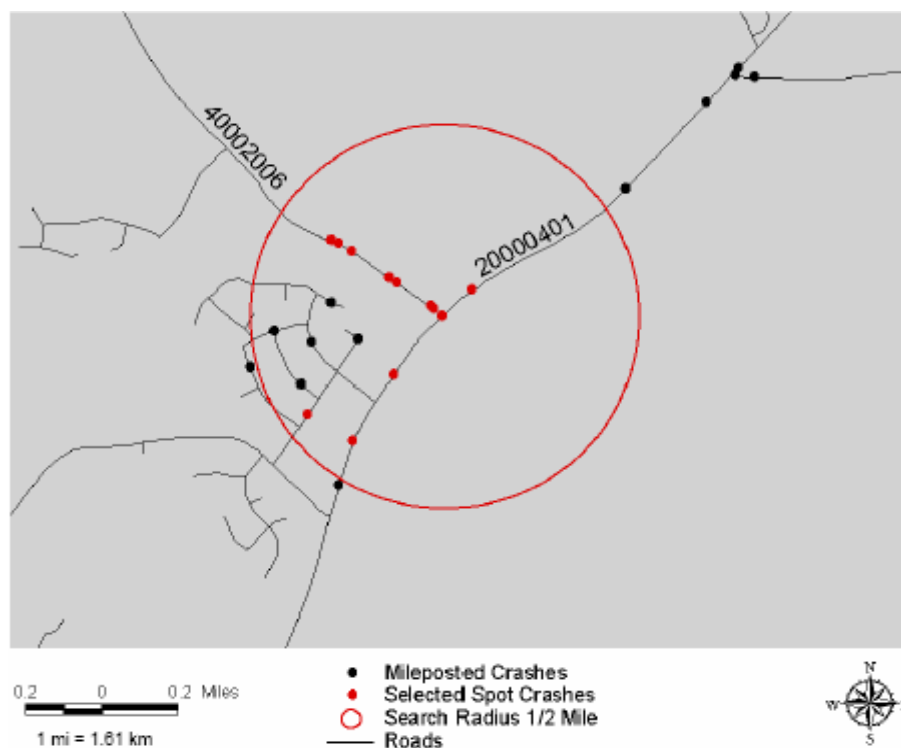 40002006
20000401
0.2 0 0.2 Miles
1 mi = 1.61 km
Mileposted Crashes
Selected Spot Crashes
Search Radius 1/2 Mile
Roads
N
W E
S